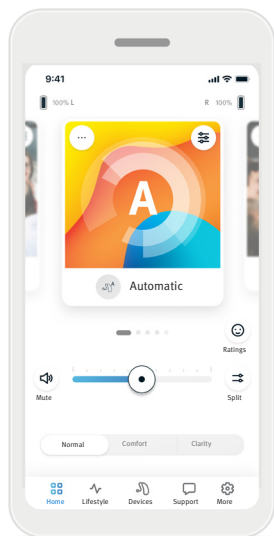 9:41
100% L
R 100%
A
Automatic
Ratings
Mute
Split
Normal Comfort Clarity
Home Lifestyle Devices Support More